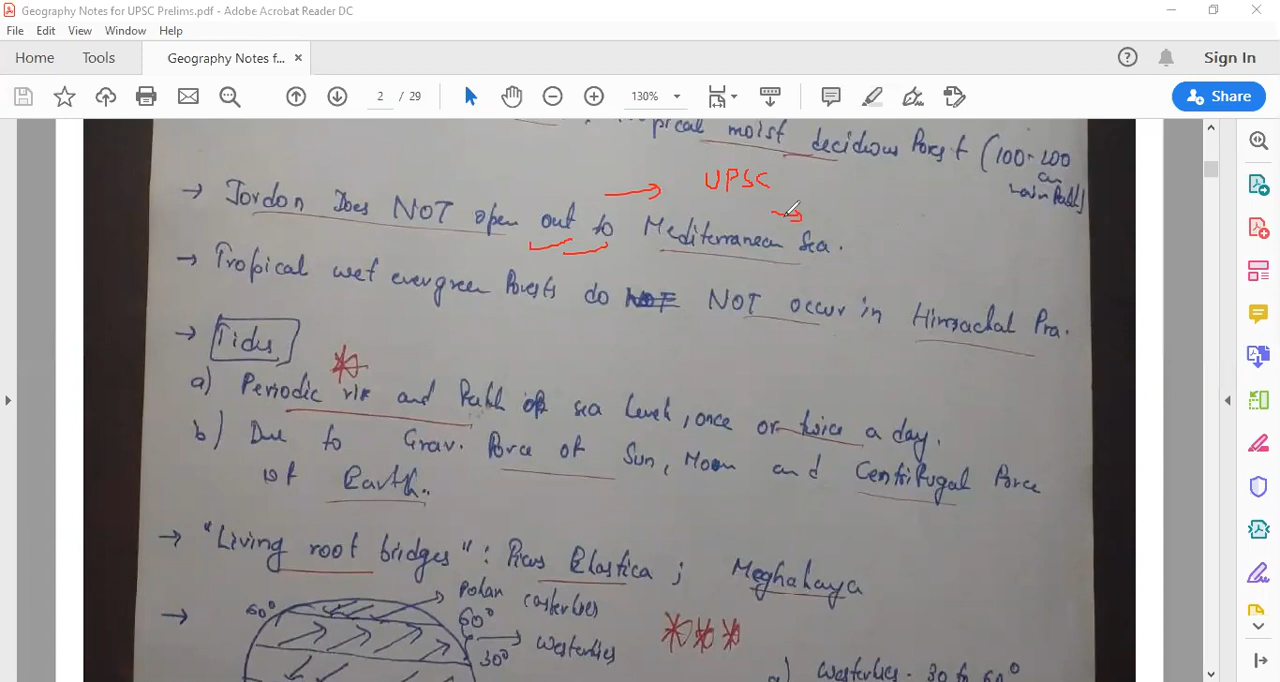 Geography Notes for UPSC Prelims.pdf - Adobe Acrobat Reader DC
File Edit View Window Help
Home Tools Geography Notes f... × Sign In
2 / 29 130% Share
: Tropical moist decidious Forest (100-200
cm
rainfall)
→ UPSC →
→ Jordon Does NOT open out to Mediterranean Sea.
→ Tropical wet evergreen Forests do NOT occur in Himachal Pra.
→ Tides
a) Periodic rise and Fall of sea level, once or twice a day.
b) Due to Grav. Force of Sun, Moon and Centrifugal Force
of Earth.
→ "Living root bridges" : Ficus Elastica ; Meghalaya
→ 60° → Polar easterlies
60°
→ Westerlies
30°
a) Westerlies - 30 to 60°